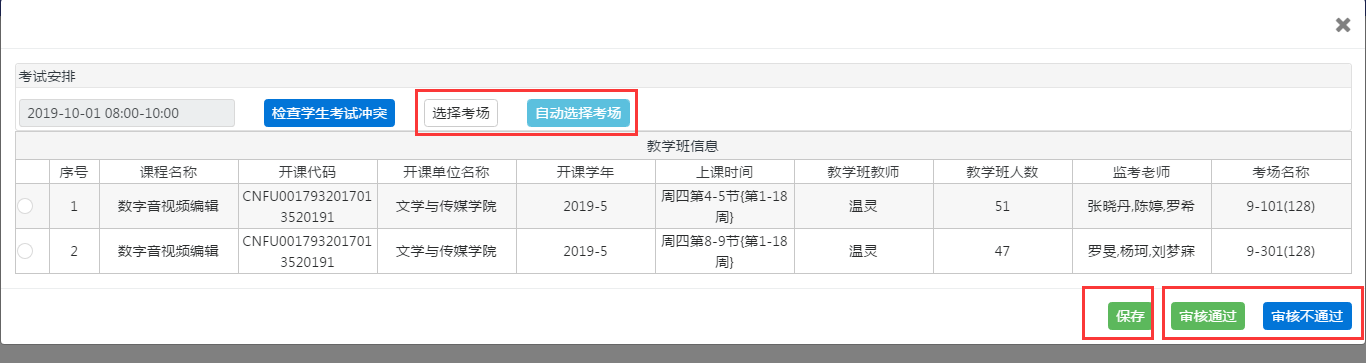 考试安排
2019-10-01 08:00-10:00 检查学生考试冲突 选择考场 自动选择考场
教学班信息
序号 课程名称 开课代码 开课单位名称 开课学年 上课时间 教学班教师 教学班人数 监考老师 考场名称
1 数字音视频编辑 CNFU001793201701 文学与传媒学院 2019-5 周四第4-5节{第1-18 温灵 51 张晓丹,陈婷,罗希 9-101(128)
3520191 周}
2 数字音视频编辑 CNFU001793201701 文学与传媒学院 2019-5 周四第8-9节{第1-18 温灵 47 罗旻,杨珂,刘梦寐 9-301(128)
3520191 周}
保存 审核通过 审核不通过